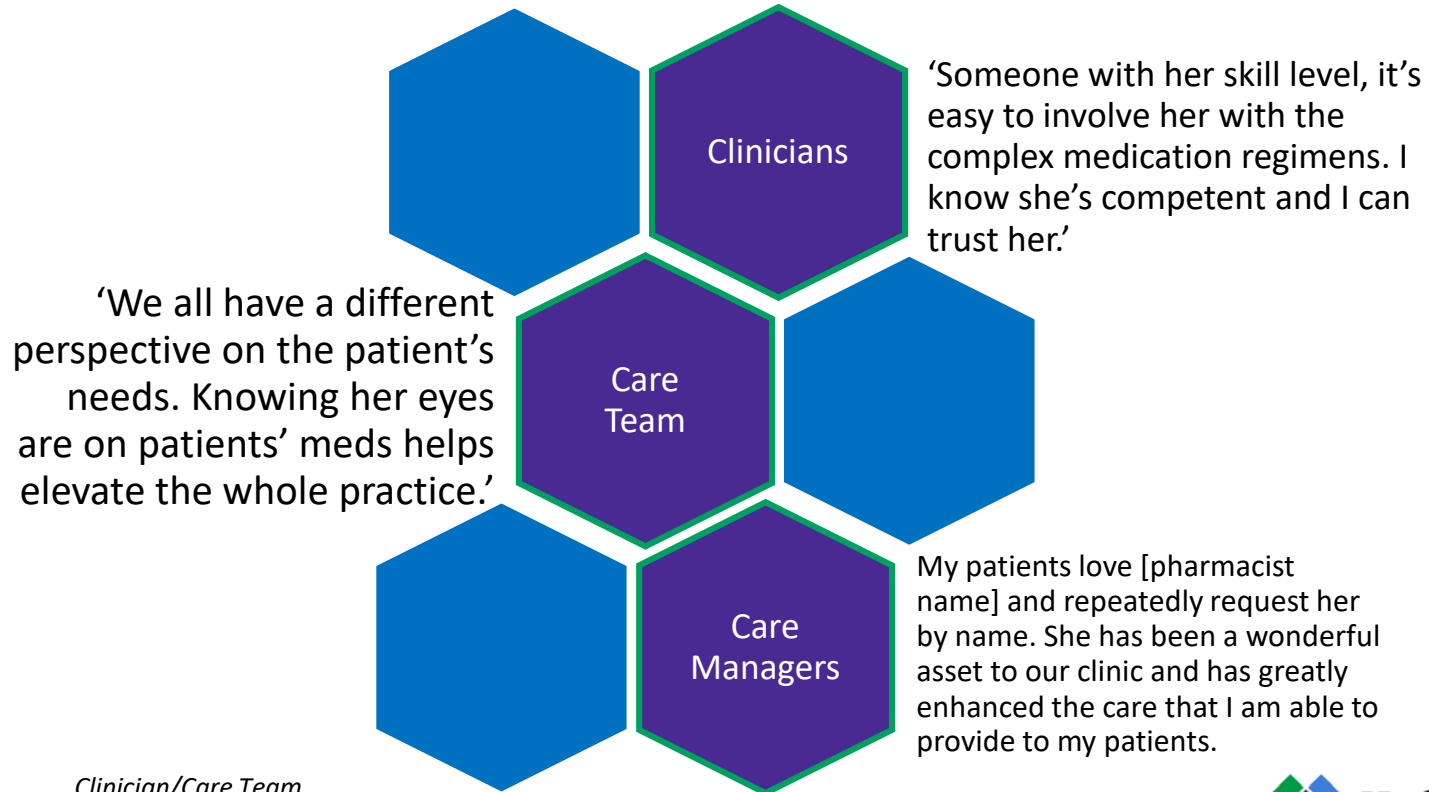 Clinicians
‘Someone with her skill level, it’s
easy to involve her with the
complex medication regimens. I
know she’s competent and I can
trust her.’
‘We all have a different
perspective on the patient’s
needs. Knowing her eyes
are on patients’ meds helps
elevate the whole practice.’
Care
Team
Care
Managers
My patients love [pharmacist
name] and repeatedly request her
by name. She has been a wonderful
asset to our clinic and has greatly
enhanced the care that I am able to
provide to my patients.
Clinician/Care Team